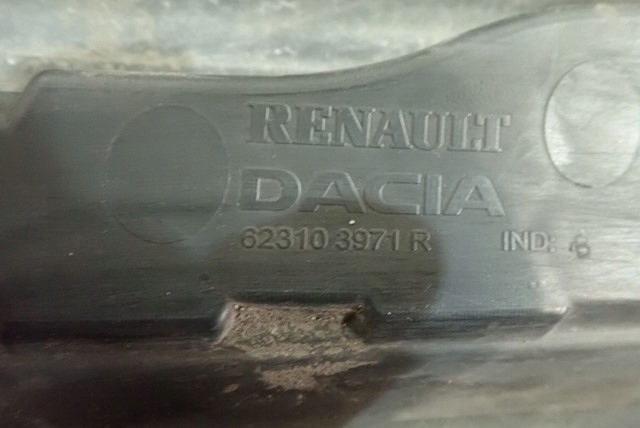 RENAULT
DACIA
62310 3971 R IND: